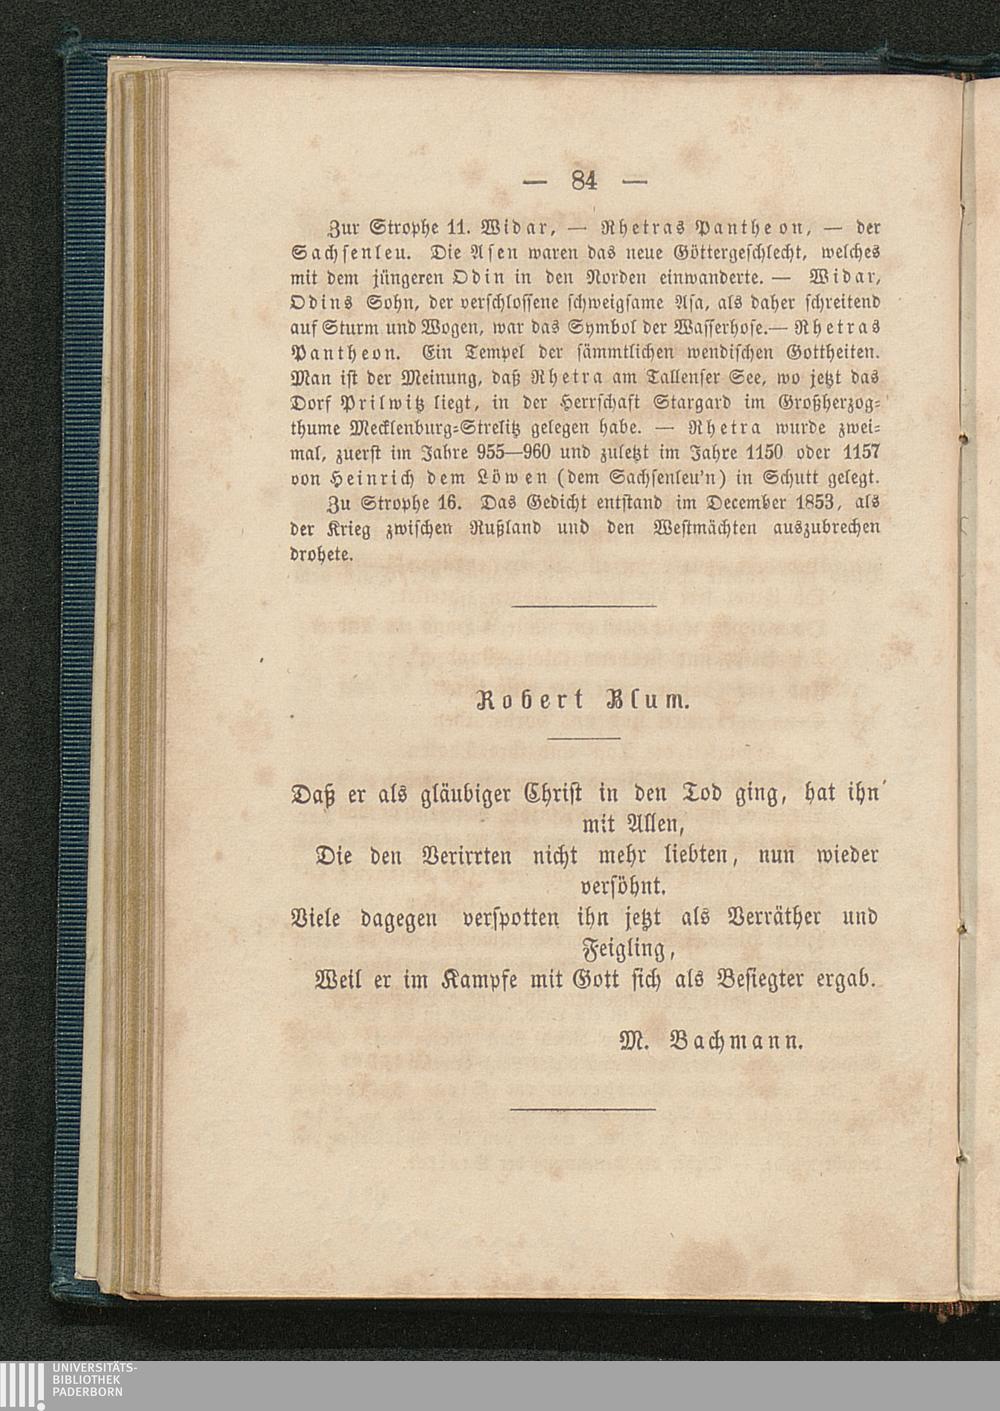 — 84 —
Zur Strophe 11. Widar, — Rhetras Pantheon, — der
Sachsenleu. Die Asen waren das neue Göttergeschlecht, welches
mit dem jüngeren Odin in den Norden einwanderte. — Widar,
Odins Sohn, der verschlossene schweigsame Asa, als daher schreitend
auf Sturm und Wogen, war das Symbol der Wasserhose.— Rhetras
Pantheon. Ein Tempel der sämmtlichen wendischen Gottheiten.
Man ist der Meinung, daß Rhetra am Tallenser See, wo jetzt das
Dorf Prilwitz liegt, in der Herrschaft Stargard im Großherzog-
thume Mecklenburg-Strelitz gelegen habe. — Rhetra wurde zwei-
mal, zuerst im Jahre 955—960 und zuletzt im Jahre 1150 oder 1157
von Heinrich dem Löwen (dem Sachsenleu'n) in Schutt gelegt.
Zu Strophe 16. Das Gedicht entstand im December 1853, als
der Krieg zwischen Rußland und den Westmächten auszubrechen
drohete.
Robert Blum.
Daß er als gläubiger Christ in den Tod ging, hat ihn
mit Allen,
Die den Verirrten nicht mehr liebten, nun wieder
versöhnt.
Viele dagegen verspotten ihn jetzt als Verräther und
Feigling,
Weil er im Kampfe mit Gott sich als Besiegter ergab.
M. Bachmann.
UNIVERSITÄTS-
BIBLIOTHEK
PADERBORN